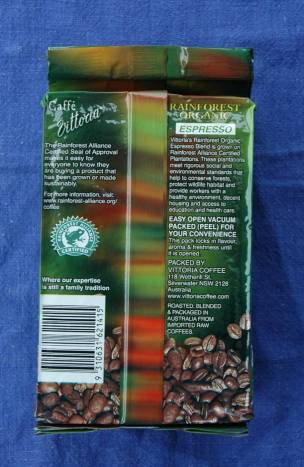 Caffè
Vittoria
The Rainforest Alliance
Certified Seal of Approval
makes it easy for
everyone to know they
are buying a product that
has been grown or made
sustainably.
For more information, visit:
www.rainforest-alliance.org/
coffee
CERTIFIED
Where our expertise
is still a family tradition
9 310631 621415
RAINFOREST
ORGANIC
ESPRESSO
Vittoria's Rainforest Organic
Espresso Blend is grown on
Rainforest Alliance Certified
Plantations. These plantations
meet rigorous social and
environmental standards that
help to conserve forests,
protect wildlife habitat and
provide workers with a
healthy environment, decent
housing and access to
education and health care.
EASY OPEN VACUUM
PACKED (PEEL) FOR
YOUR CONVENIENCE
This pack locks in flavour,
aroma & freshness until
it is opened.
PACKED BY
VITTORIA COFFEE
118 Wetherill St.
Silverwater NSW 2128
Australia
www.vittoriacoffee.com
ROASTED, BLENDED
& PACKAGED IN
AUSTRALIA FROM
IMPORTED RAW
COFFEES.